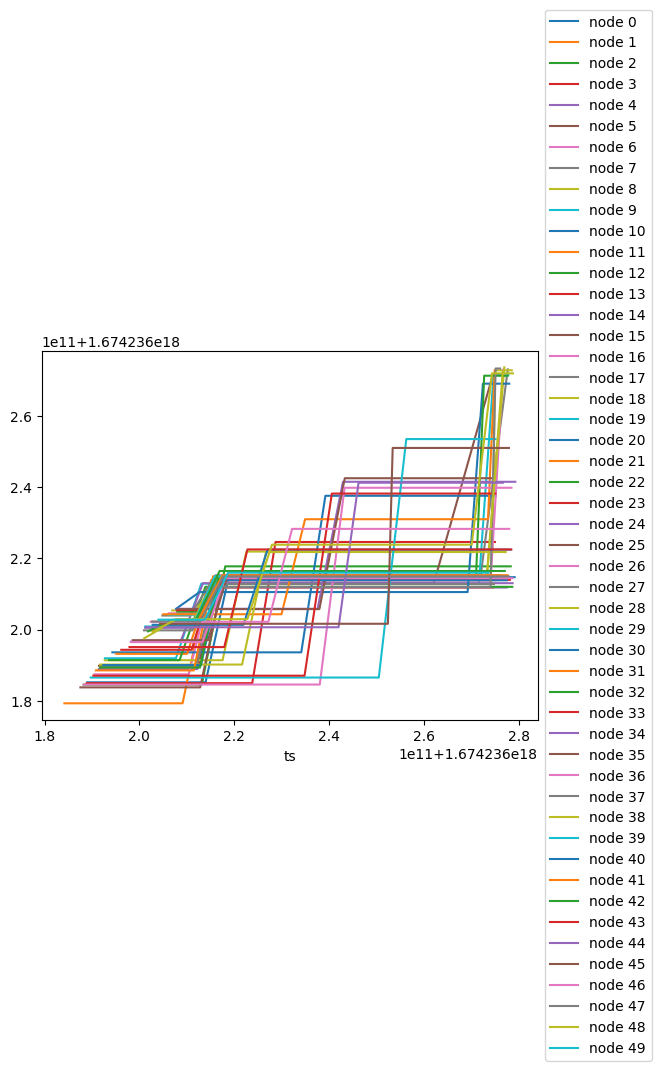 1e11+1.674236e18
2.6
2.4
2.2
2.0
1.8
1.8
2.0
2.2
2.4
2.6
2.8
ts
1e11+1.674236e18
node 0
node 1
node 2
node 3
node 4
node 5
node 6
node 7
node 8
node 9
node 10
node 11
node 12
node 13
node 14
node 15
node 16
node 17
node 18
node 19
node 20
node 21
node 22
node 23
node 24
node 25
node 26
node 27
node 28
node 29
node 30
node 31
node 32
node 33
node 34
node 35
node 36
node 37
node 38
node 39
node 40
node 41
node 42
node 43
node 44
node 45
node 46
node 47
node 48
node 49